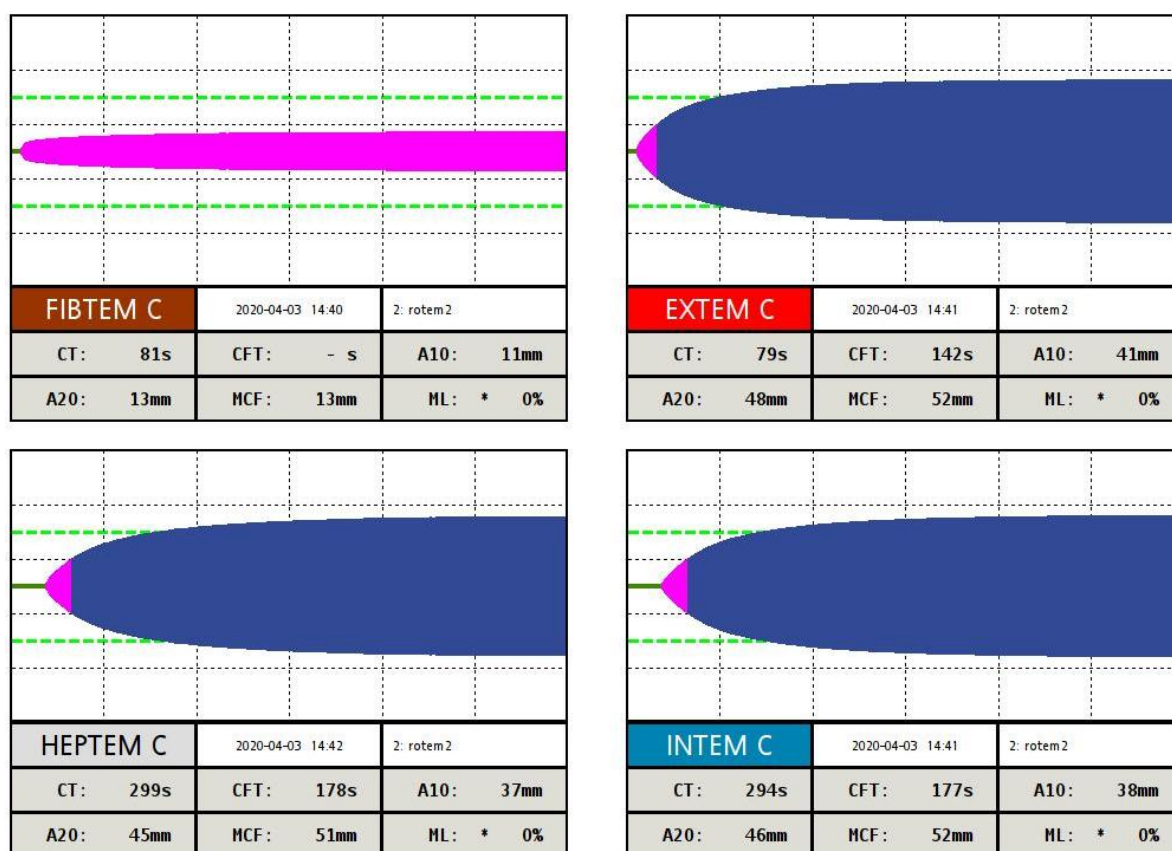 FIBTEM C 2020-04-03 14:40 2: rotem2
CT: 81s CFT: - s A10: 11mm
A20: 13mm MCF: 13mm ML: * 0%
EXTEM C 2020-04-03 14:41 2: rotem2
CT: 79s CFT: 142s A10: 41mm
A20: 48mm MCF: 52mm ML: * 0%
HEPTEM C 2020-04-03 14:42 2: rotem2
CT: 299s CFT: 178s A10: 37mm
A20: 45mm MCF: 51mm ML: * 0%
INTEM C 2020-04-03 14:41 2: rotem2
CT: 294s CFT: 177s A10: 38mm
A20: 46mm MCF: 52mm ML: * 0%